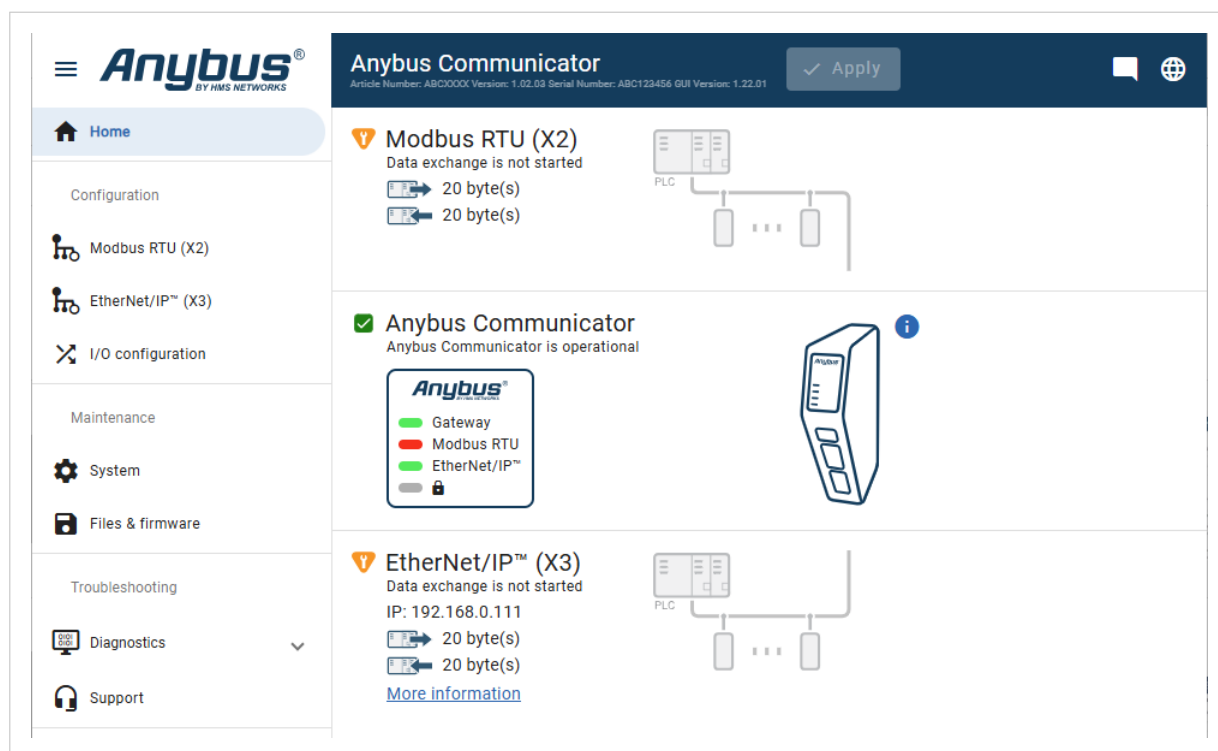 Anybus®
BY HMS NETWORKS
Home
Configuration
Modbus RTU (X2)
EtherNet/IP™ (X3)
I/O configuration
Maintenance
System
Files & firmware
Troubleshooting
Diagnostics
Support
Anybus Communicator
Article Number: ABCXXXX Version: 1.02.03 Serial Number: ABC123456 GUI Version: 1.22.01
Apply
Modbus RTU (X2)
Data exchange is not started
20 byte(s)
20 byte(s)
PLC
Anybus Communicator
Anybus Communicator is operational
Anybus®
BY HMS NETWORKS
Gateway
Modbus RTU
EtherNet/IP™
Anybus
EtherNet/IP™ (X3)
Data exchange is not started
IP: 192.168.0.111
20 byte(s)
20 byte(s)
More information
PLC